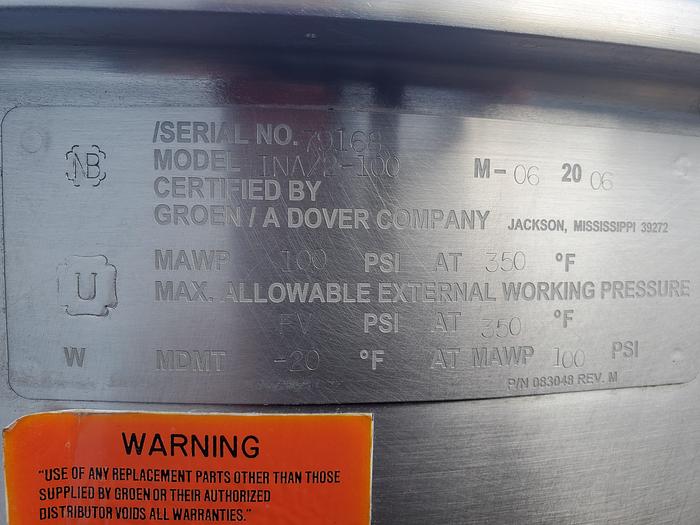 /SERIAL NO. 79168
NB
MODEL INA/2-100 M- 06 20 06
CERTIFIED BY
GROEN / A DOVER COMPANY JACKSON, MISSISSIPPI 39272
MAWP 100 PSI AT 350 °F
U
MAX. ALLOWABLE EXTERNAL WORKING PRESSURE
FV PSI AT 350 °F
W MDMT -20 °F AT MAWP 100 PSI
P/N 083048 REV. M
WARNING
"USE OF ANY REPLACEMENT PARTS OTHER THAN THOSE
SUPPLIED BY GROEN OR THEIR AUTHORIZED
DISTRIBUTOR VOIDS ALL WARRANTIES."